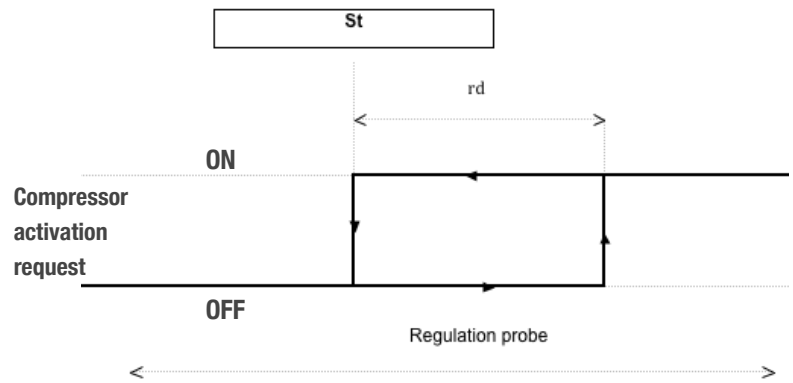 St
rd
ON
Compressor
activation
request
OFF
Regulation probe